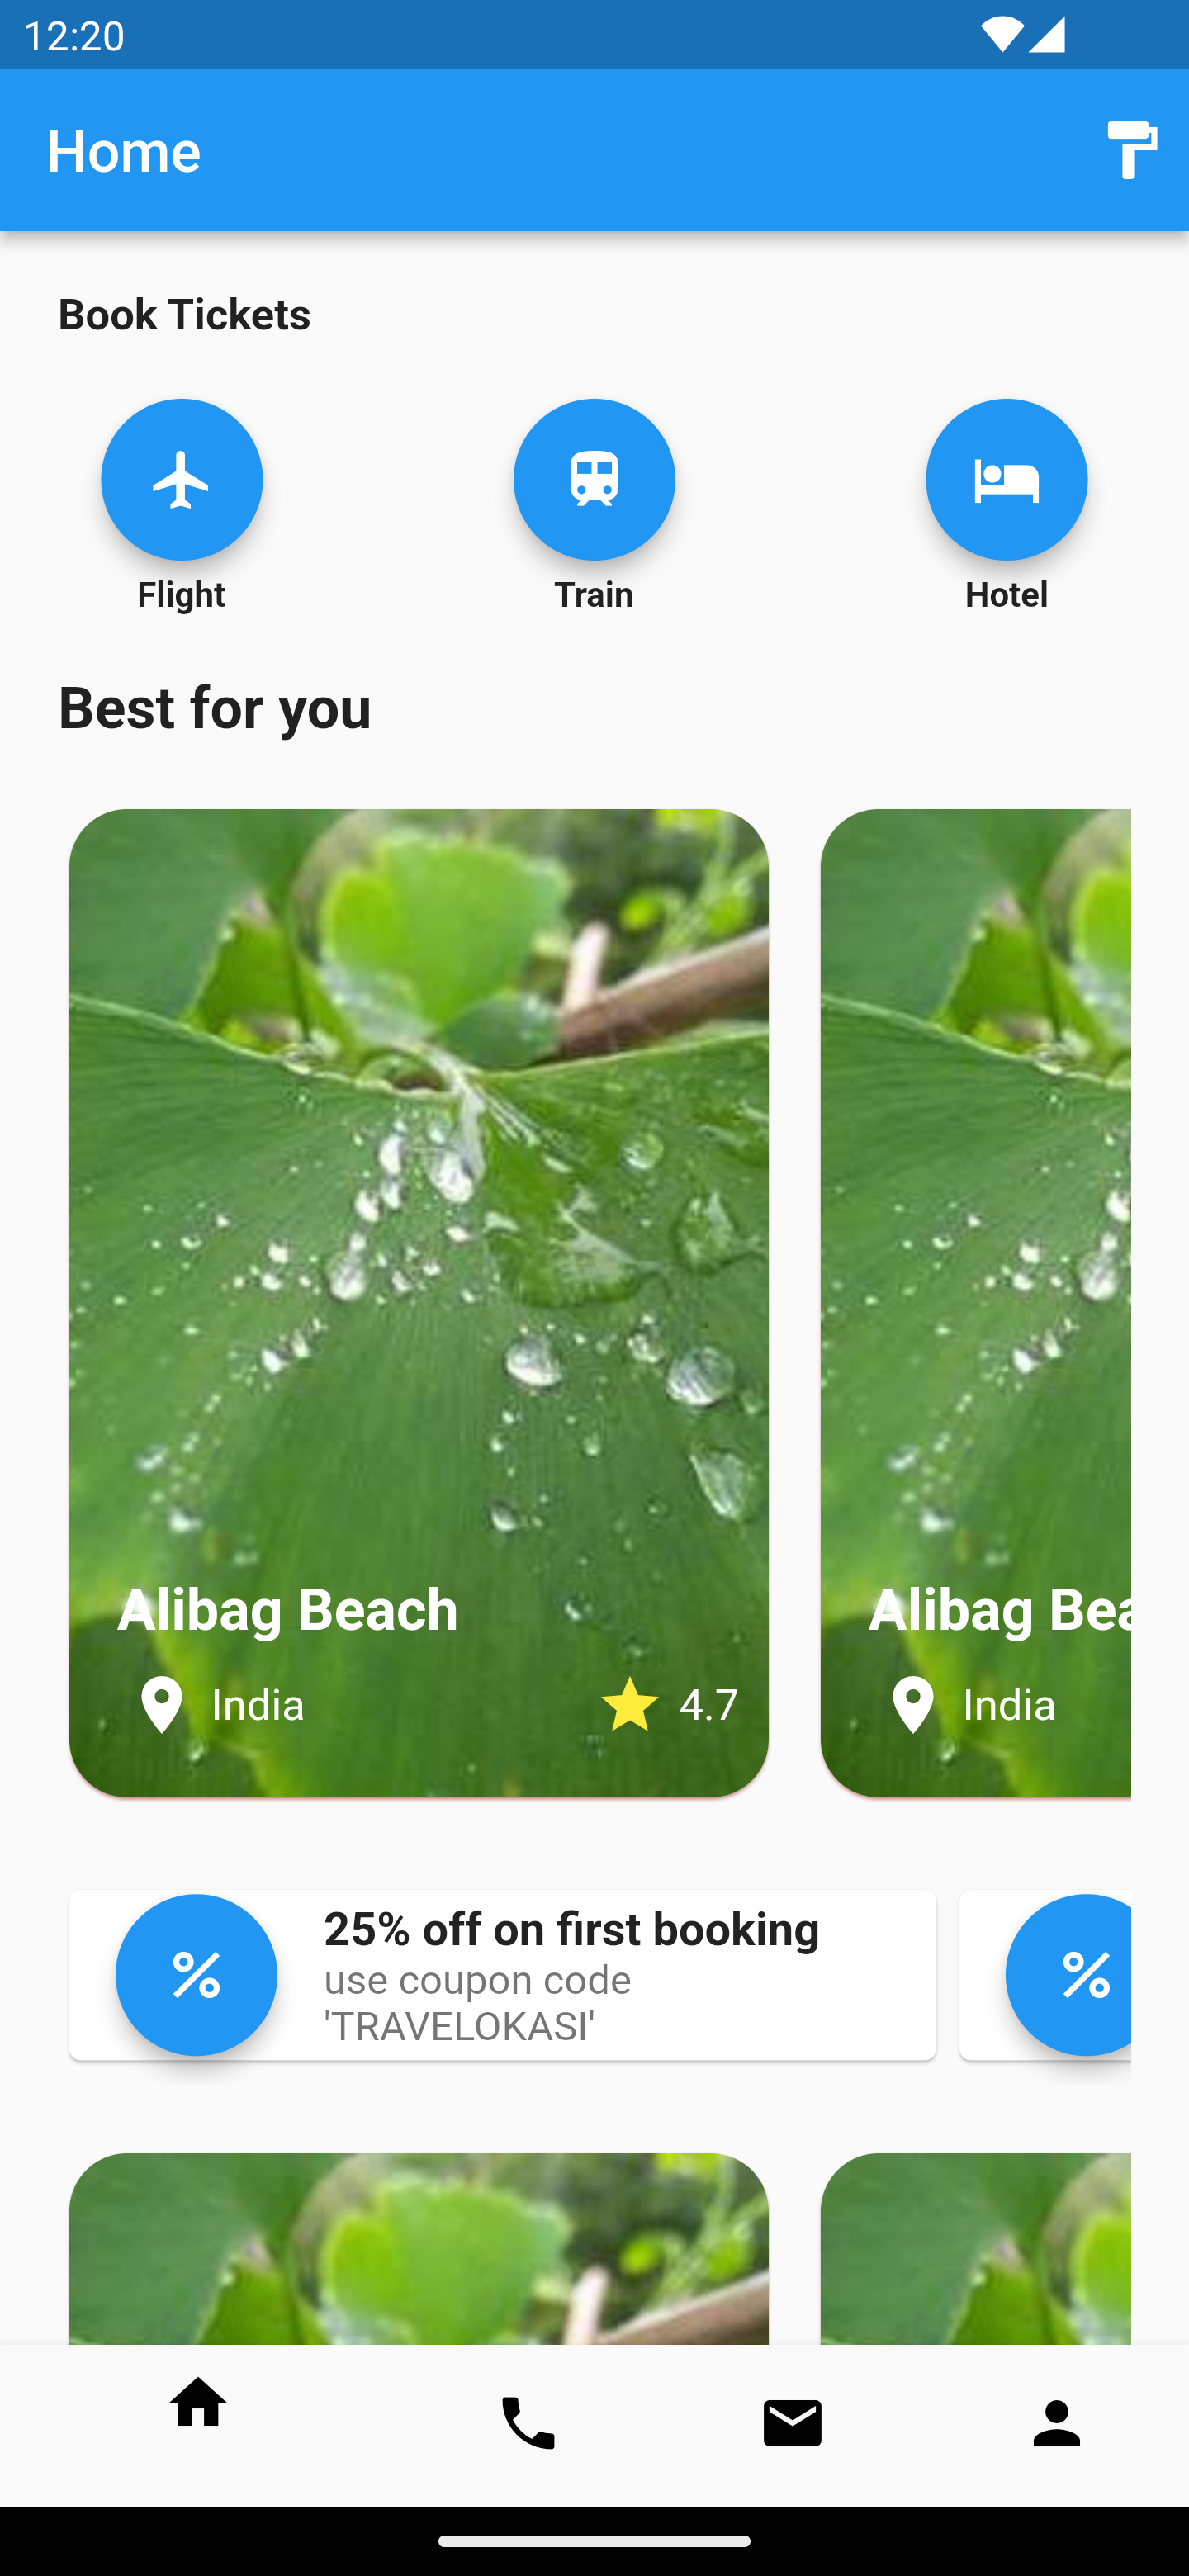 12:20
Home
Book Tickets
Flight
Train
Hotel
Best for you
Alibag Beach
India
4.7
Alibag Bea
India
25% off on first booking
use coupon code
'TRAVELOKASI'